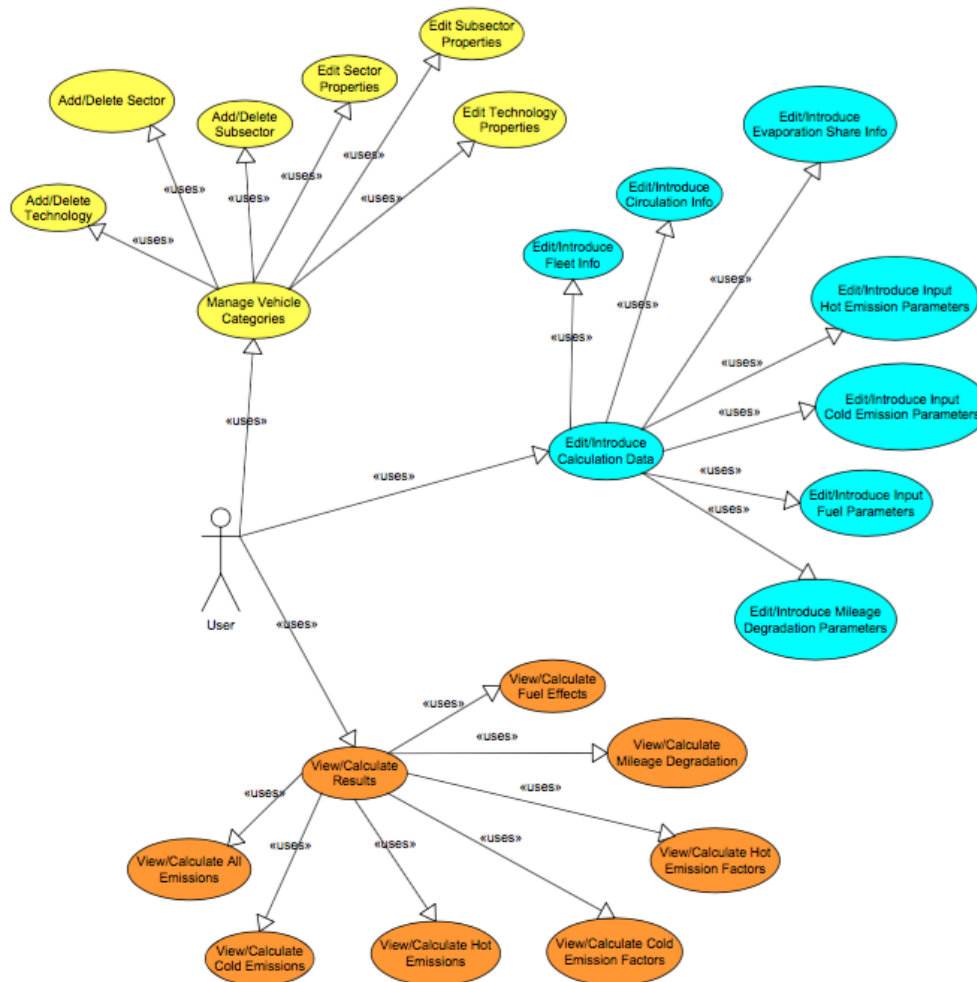 Edit Subsector
Properties
Edit Sector
Properties
Add/Delete Sector
Add/Delete
Subsector
Edit Technology
Properties
Edit/Introduce
Evaporation Share Info
«uses»
«uses»
«uses»
«uses»
«uses»
Add/Delete
Technology
«uses»
Edit/Introduce
Circulation Info
Edit/Introduce
Fleet Info
Manage Vehicle
Categories
Edit/Introduce Input
Hot Emission Parameters
«uses»
«uses»
«uses»
«uses»
Edit/Introduce Input
Cold Emission Parameters
«uses»
«uses»
Edit/Introduce
Calculation Data
«uses»
«uses»
Edit/Introduce Input
Fuel Parameters
«uses»
User
«uses»
Edit/Introduce Mileage
Degradation Parameters
View/Calculate
Fuel Effects
«uses»
«uses»
View/Calculate
Mileage Degradation
View/Calculate
Results
«uses»
«uses»
«uses»
«uses»
«uses»
View/Calculate All
Emissions
View/Calculate Hot
Emission Factors
View/Calculate
Cold Emissions
View/Calculate Hot
Emissions
View/Calculate Cold
Emission Factors